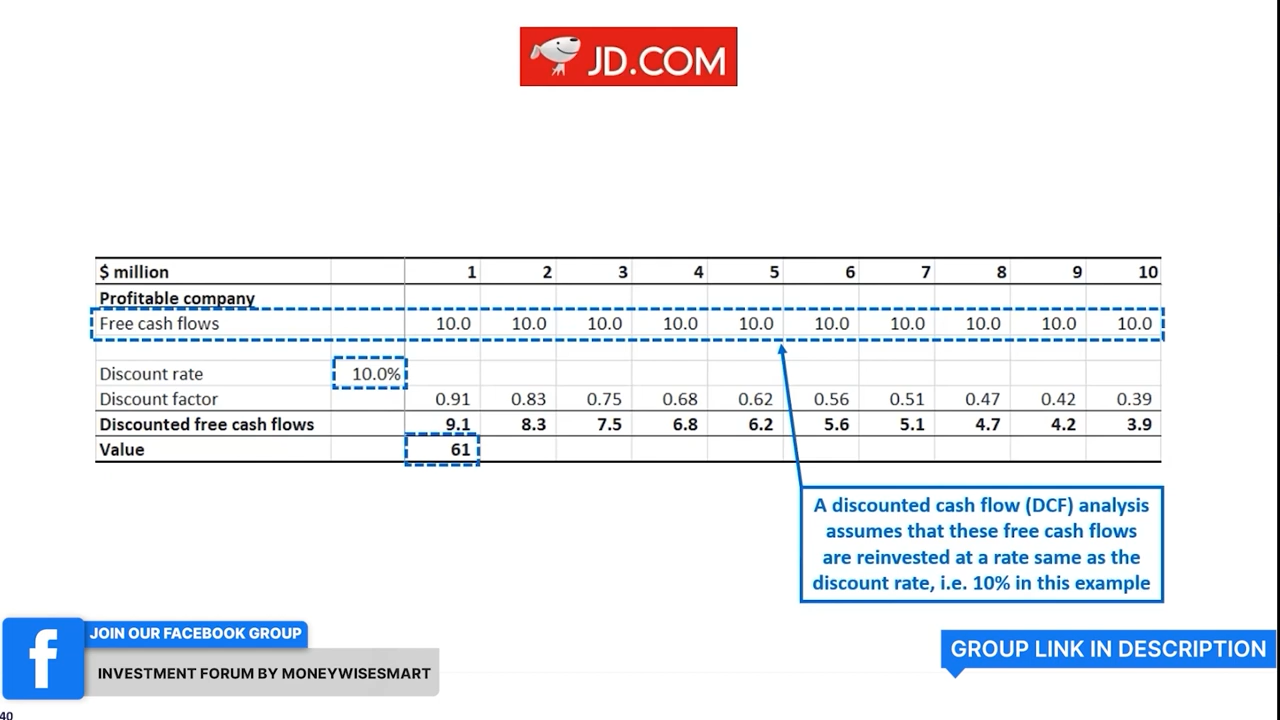 JD.COM
$ million 1 2 3 4 5 6 7 8 9 10
Profitable company
Free cash flows 10.0 10.0 10.0 10.0 10.0 10.0 10.0 10.0 10.0 10.0
Discount rate 10.0%
Discount factor 0.91 0.83 0.75 0.68 0.62 0.56 0.51 0.47 0.42 0.39
Discounted free cash flows 9.1 8.3 7.5 6.8 6.2 5.6 5.1 4.7 4.2 3.9
Value 61
A discounted cash flow (DCF) analysis
assumes that these free cash flows
are reinvested at a rate same as the
discount rate, i.e. 10% in this example
f
JOIN OUR FACEBOOK GROUP
INVESTMENT FORUM BY MONEYWISESMART
GROUP LINK IN DESCRIPTION
40